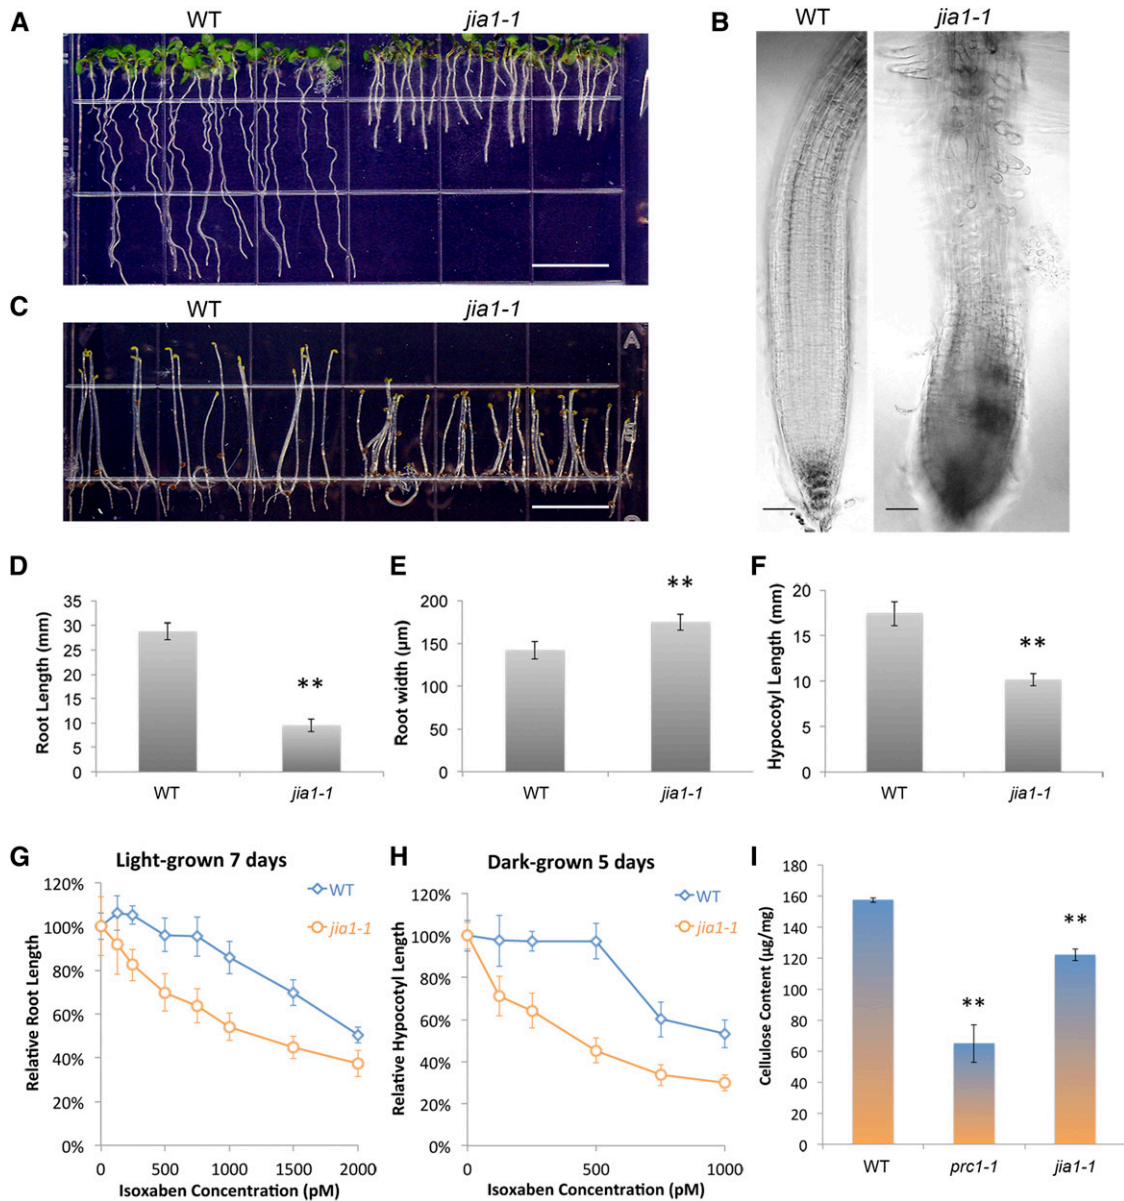 A
WT
jia1-1
B
WT
jia1-1
C
WT
jia1-1
A
D
Root Length (mm)
35
30
25
20
15
10
5
0
**
WT
jia1-1
E
Root width (µm)
200
150
100
50
0
**
WT
jia1-1
F
Hypocotyl Length (mm)
20
15
10
5
0
**
WT
jia1-1
G
Light-grown 7 days
Relative Root Length
120%
100%
80%
60%
40%
20%
0%
WT
jia1-1
0 500 1000 1500 2000
Isoxaben Concentration (pM)
H
Dark-grown 5 days
Relative Hypocotyl Length
120%
100%
80%
60%
40%
20%
0%
WT
jia1-1
0 500 1000
Isoxaben Concentration (pM)
I
Cellulose Content (ug/mg)
180
160
140
120
100
80
60
40
20
0
**
**
WT
prc1-1
jia1-1